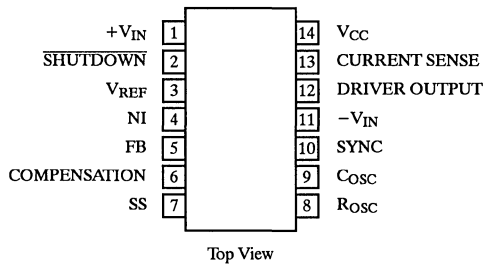 +VIN 1 14 VCC
SHUTDOWN 2 13 CURRENT SENSE
VREF 3 12 DRIVER OUTPUT
NI 4 11 −VIN
FB 5 10 SYNC
COMPENSATION 6 9 COSC
SS 7 8 ROSC
Top View